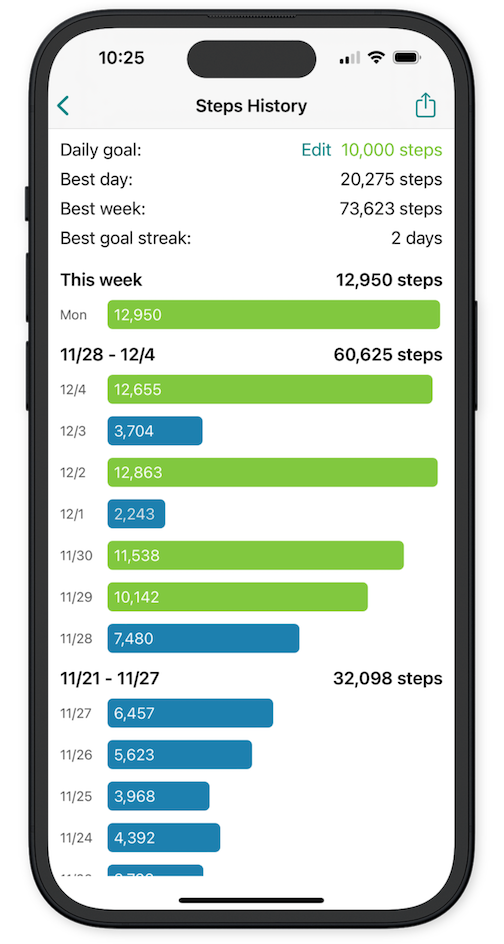 10:25
Steps History
Daily goal: Edit 10,000 steps
Best day: 20,275 steps
Best week: 73,623 steps
Best goal streak: 2 days
This week 12,950 steps
Mon 12,950
11/28 - 12/4 60,625 steps
12/4 12,655
12/3 3,704
12/2 12,863
12/1 2,243
11/30 11,538
11/29 10,142
11/28 7,480
11/21 - 11/27 32,098 steps
11/27 6,457
11/26 5,623
11/25 3,968
11/24 4,392